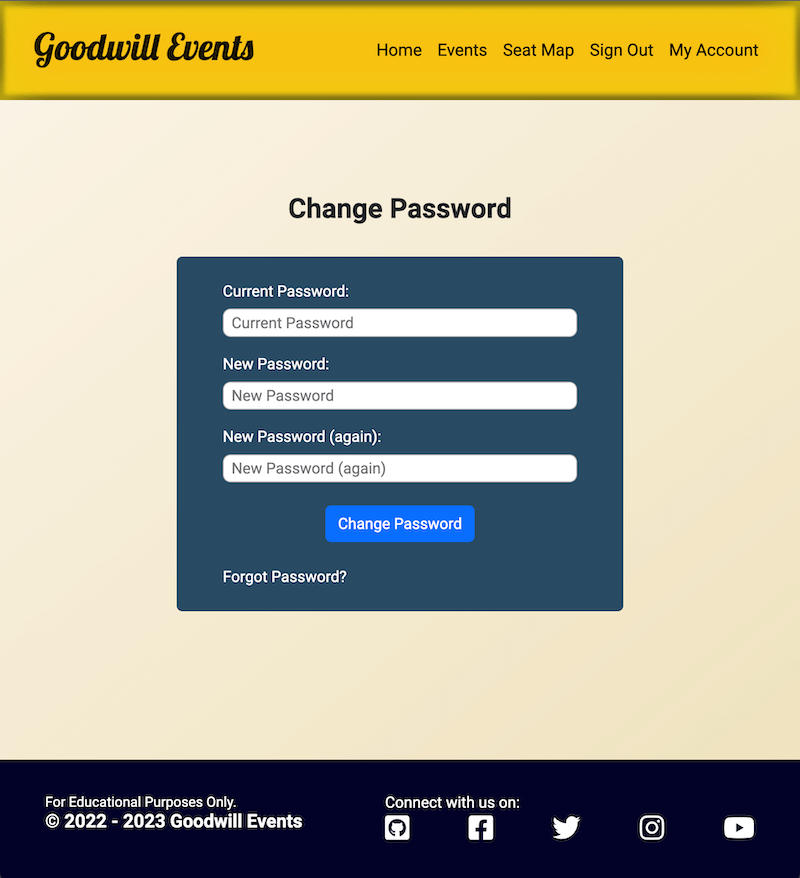 Goodwill Events
Home Events Seat Map Sign Out My Account
Change Password
Current Password:
Current Password
New Password:
New Password
New Password (again):
New Password (again)
Change Password
Forgot Password?
For Educational Purposes Only.
© 2022 - 2023 Goodwill Events
Connect with us on: